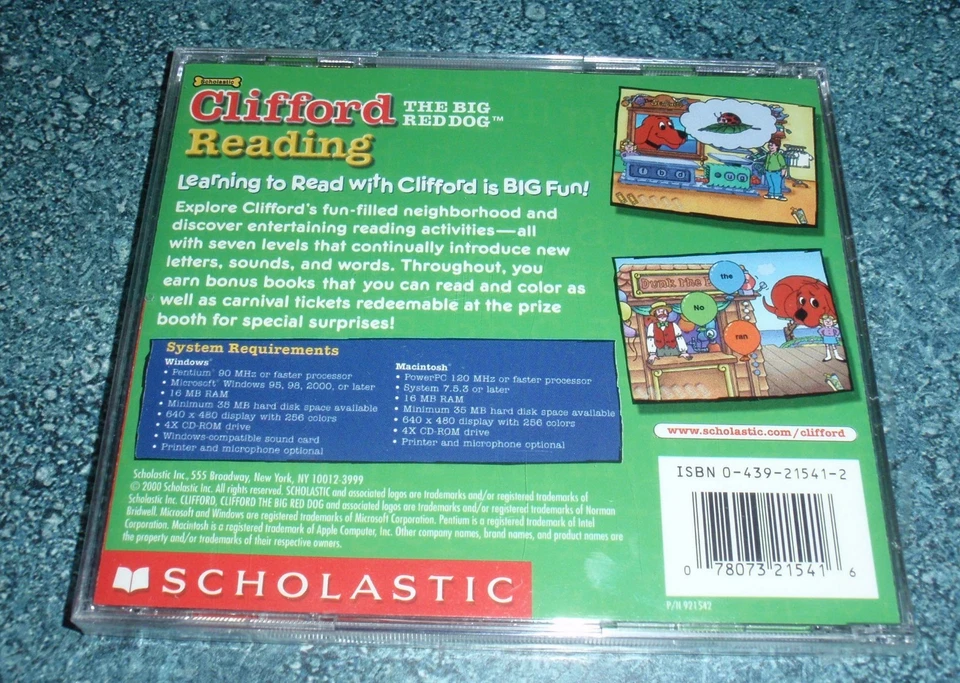 Scholastic
Clifford THE BIG
RED DOG™
Reading
Learning to Read with Clifford is BIG Fun!
Explore Clifford's fun-filled neighborhood and
discover entertaining reading activities—all
with seven levels that continually introduce new
letters, sounds, and words. Throughout, you
earn bonus books that you can read and color as
well as carnival tickets redeemable at the prize
booth for special surprises!
System Requirements
Windows®
• Pentium® 90 MHz or faster processor
• Microsoft® Windows 95, 98, 2000, or later
• 16 MB RAM
• Minimum 35 MB hard disk space available
• 640 x 480 display with 256 colors
• 4X CD-ROM drive
• Windows-compatible sound card
• Printer and microphone optional
Macintosh®
• PowerPC 120 MHz or faster processor
• System 7.5.3 or later
• 16 MB RAM
• Minimum 35 MB hard disk space available
• 640 x 480 display with 256 colors
• 4X CD-ROM drive
• Printer and microphone optional
Scholastic Inc, 555 Broadway, New York, NY 10012-3999
© 2000 Scholastic Inc. All rights reserved. SCHOLASTIC and associated logos are trademarks and/or registered trademarks of
Scholastic Inc. CLIFFORD, CLIFFORD THE BIG RED DOG and associated logos are trademarks and/or registered trademarks of Norman
Bridwell. Microsoft and Windows are registered trademarks of Microsoft Corporation. Pentium is a registered trademark of Intel
Corporation. Macintosh is a registered trademark of Apple Computer, Inc. Other company names, brand names, and product names are
the property and/or trademarks of their respective owners.
SCHOLASTIC
f b d
un
Dunk The
the
No
ran
www.scholastic.com/clifford
ISBN 0-439-21541-2
0 78073 21541 6
P/N 921542